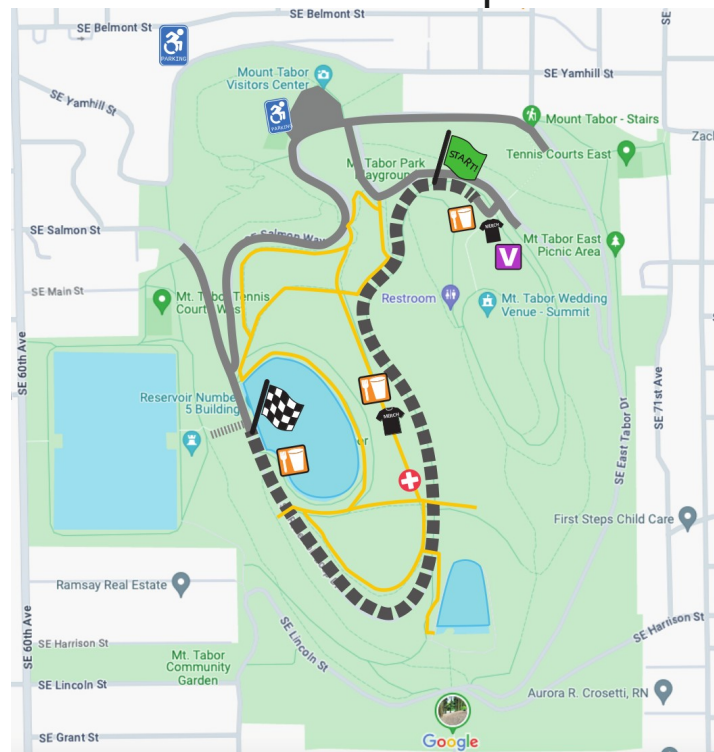 SE Belmont St
SE Belmont St
PARKING
Mount Tabor
Visitors Center
SE Yamhill St
SE Yamhill St
PARKING
Mount Tabor - Stairs
START!
Tennis Courts East
Mt Tabor Park
Playground
SE Salmon St
SE Salmon Way
MERCH
V
Mt Tabor East
Picnic Area
SE Main St
Mt. Tabor Tennis
Restroom
Mt. Tabor Wedding
Venue - Summit
SE 60th Ave
SE 71st Ave
SE East Tabor Dr
Reservoir Number
5 Building
MERCH
First Steps Child Care
Ramsay Real Estate
SE Harrison St
SE Harrison St
SE Lincoln St
Mt. Tabor
Community
Garden
SE 60th Ave
SE Lincoln St
Aurora R. Crosetti, RN
SE Grant St
Google